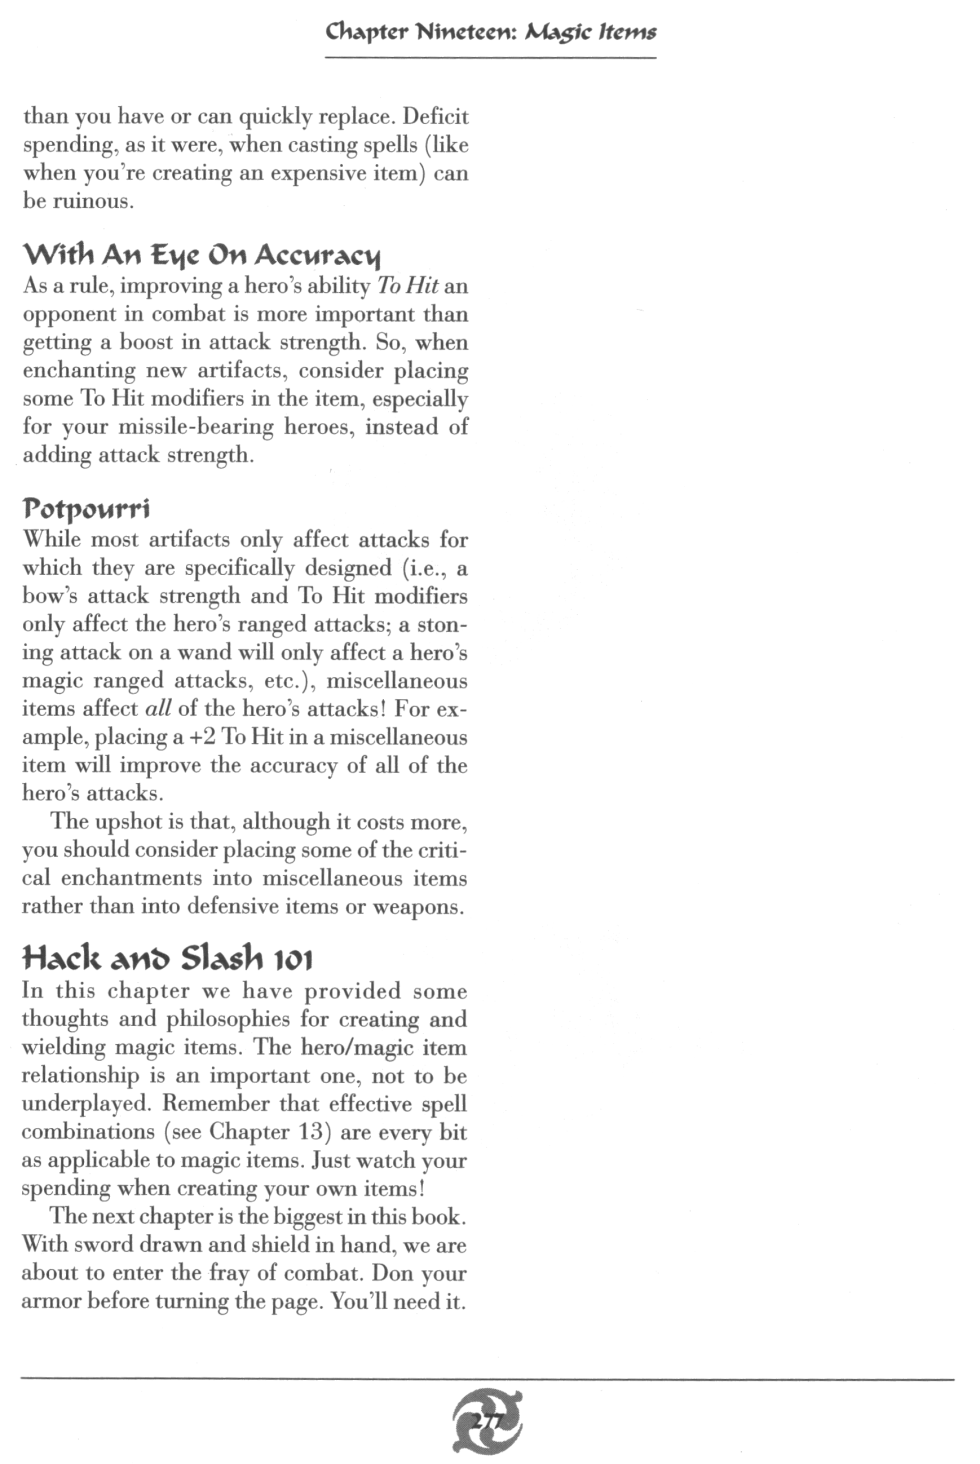 Chapter Nineteen: Magic Items
than you have or can quickly replace. Deficit
spending, as it were, when casting spells (like
when you're creating an expensive item) can
be ruinous.
With An Eye On Accuracy
As a rule, improving a hero's ability To Hit an
opponent in combat is more important than
getting a boost in attack strength. So, when
enchanting new artifacts, consider placing
some To Hit modifiers in the item, especially
for your missile-bearing heroes, instead of
adding attack strength.
Potpourri
While most artifacts only affect attacks for
which they are specifically designed (i.e., a
bow's attack strength and To Hit modifiers
only affect the hero's ranged attacks; a ston-
ing attack on a wand will only affect a hero's
magic ranged attacks, etc.), miscellaneous
items affect all of the hero's attacks! For ex-
ample, placing a +2 To Hit in a miscellaneous
item will improve the accuracy of all of the
hero's attacks.
The upshot is that, although it costs more,
you should consider placing some of the criti-
cal enchantments into miscellaneous items
rather than into defensive items or weapons.
Hack and Slash 101
In this chapter we have provided some
thoughts and philosophies for creating and
wielding magic items. The hero/magic item
relationship is an important one, not to be
underplayed. Remember that effective spell
combinations (see Chapter 13) are every bit
as applicable to magic items. Just watch your
spending when creating your own items!
The next chapter is the biggest in this book.
With sword drawn and shield in hand, we are
about to enter the fray of combat. Don your
armor before turning the page. You'll need it.
277